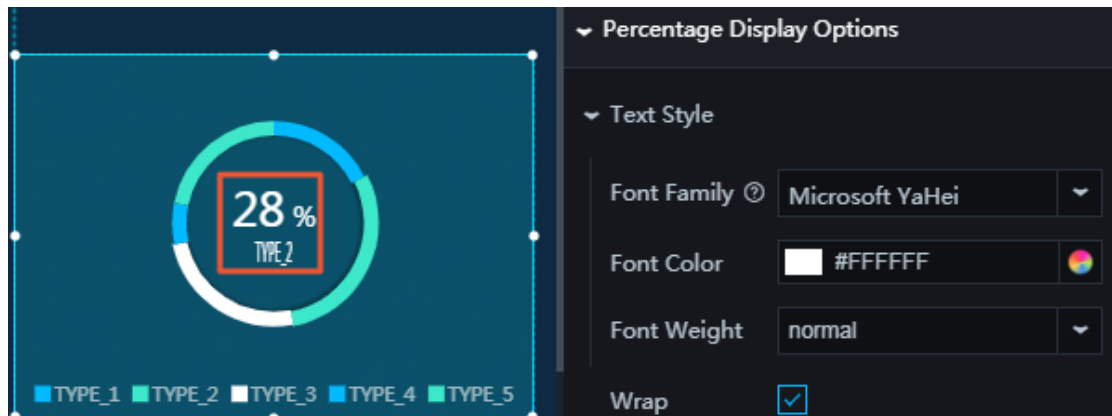 28 %
TYPE_2
TYPE_1 TYPE_2 TYPE_3 TYPE_4 TYPE_5
Percentage Display Options
Text Style
Font Family ? Microsoft YaHei
Font Color #FFFFFF
Font Weight normal
Wrap